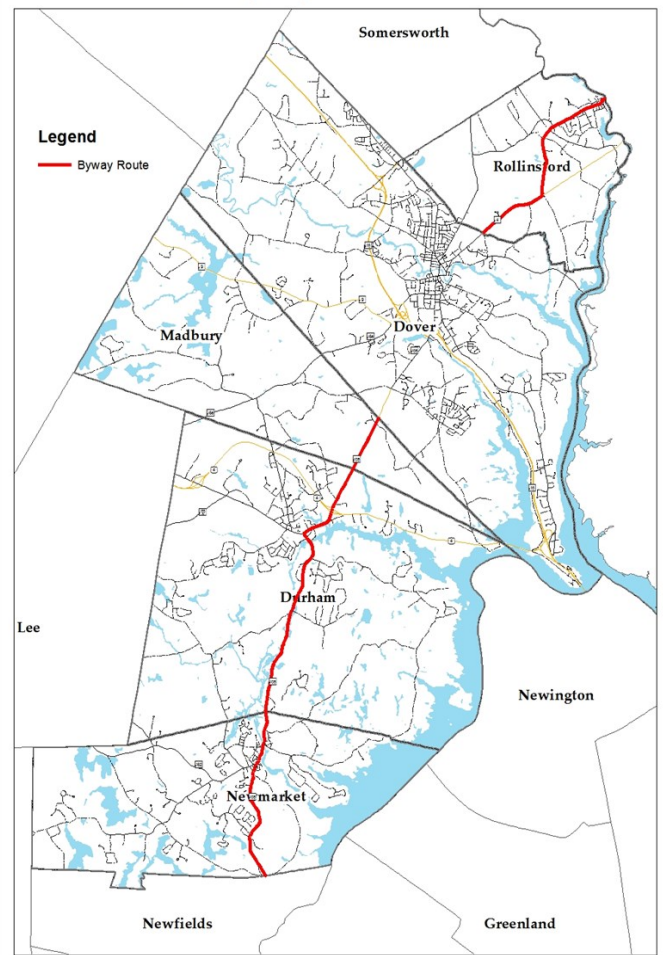 Somersworth
Legend
Byway Route
Rollinsford
Dover
Madbury
Durham
Lee
Newington
Newmarket
Newfields
Greenland